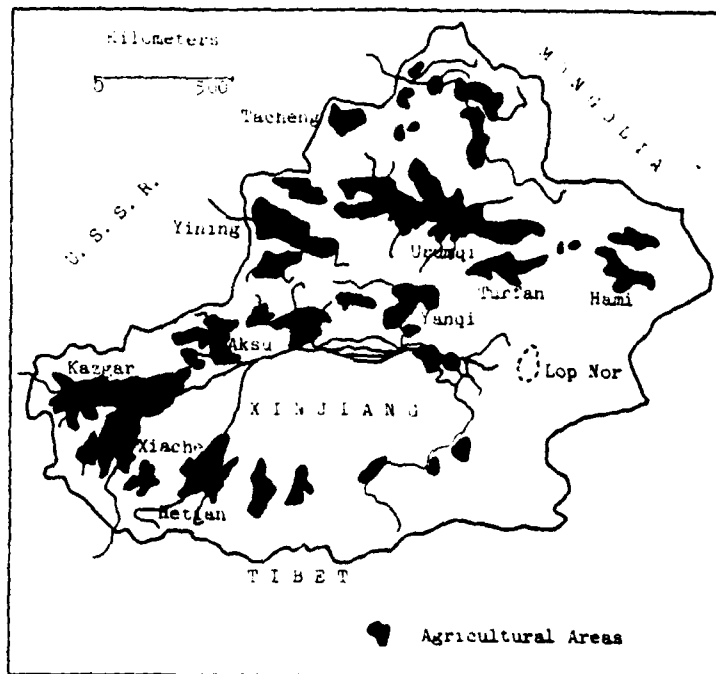 Kilometers
0 500
MONGOLIA
Tacheng
U. S. S. R.
Yining
Urumqi
Turfan
Hami
Yanqi
Aksu
Kazgar
Lop Nor
XINJIANG
Xiache
Hetian
TIBET
Agricultural Areas